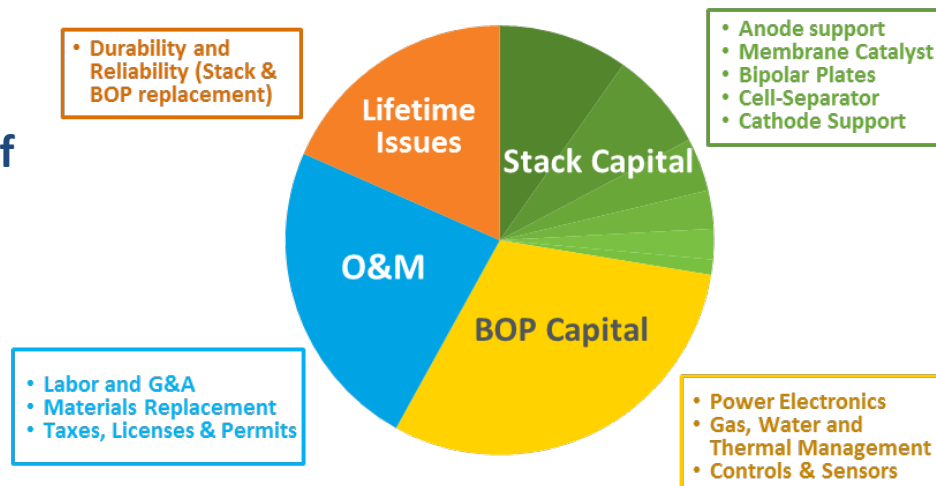 • Durability and
Reliability (Stack &
BOP replacement)
f
Lifetime
Issues
Stack Capital
• Anode support
• Membrane Catalyst
• Bipolar Plates
• Cell-Separator
• Cathode Support
O&M
BOP Capital
• Labor and G&A
• Materials Replacement
• Taxes, Licenses & Permits
• Power Electronics
• Gas, Water and
Thermal Management
• Controls & Sensors